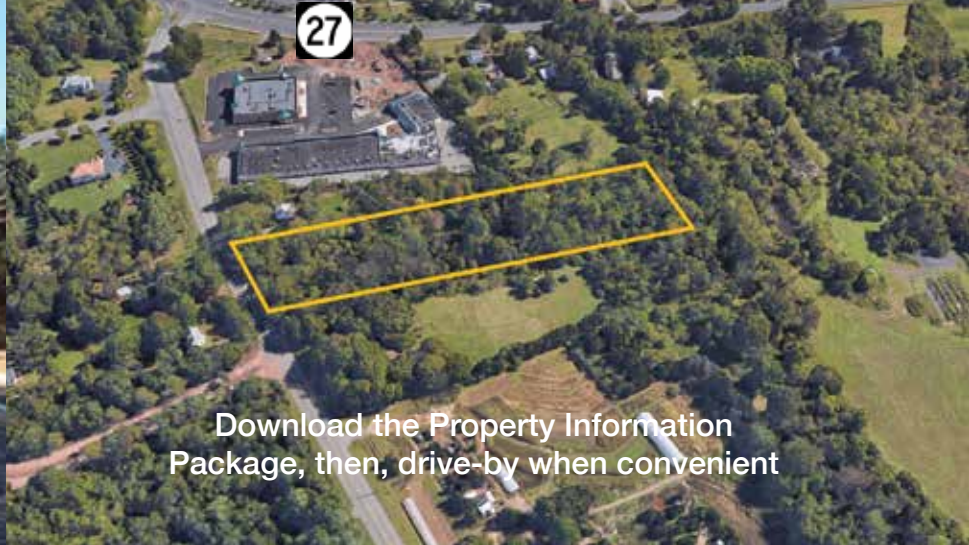 27
Download the Property Information
Package, then, drive-by when convenient